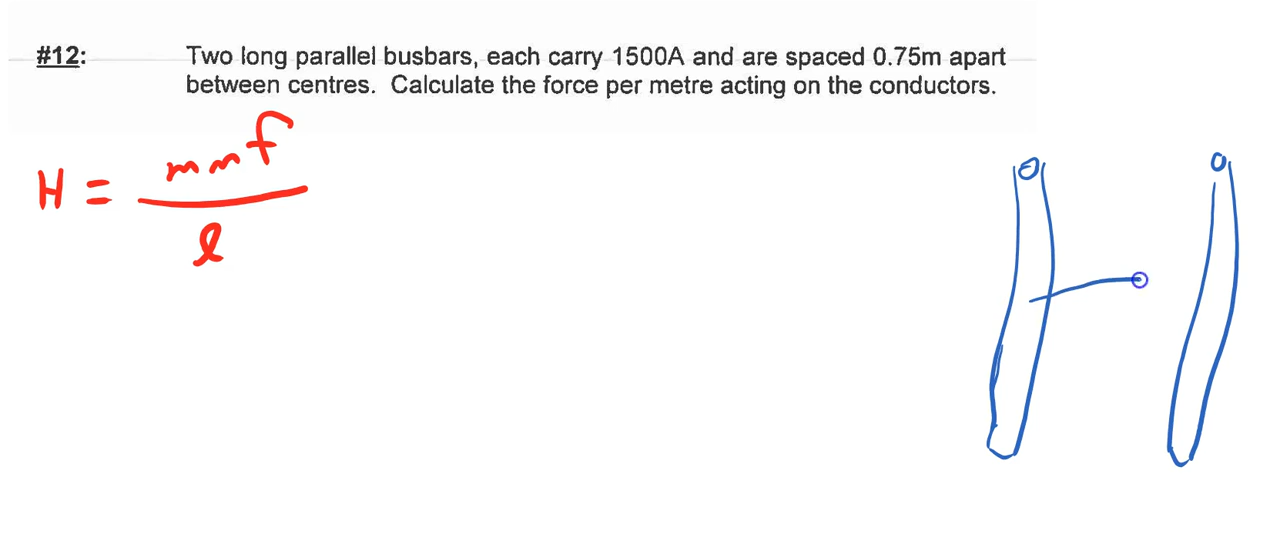 #12: Two long parallel busbars, each carry 1500A and are spaced 0.75m apart
between centres. Calculate the force per metre acting on the conductors.
H = mmf
l